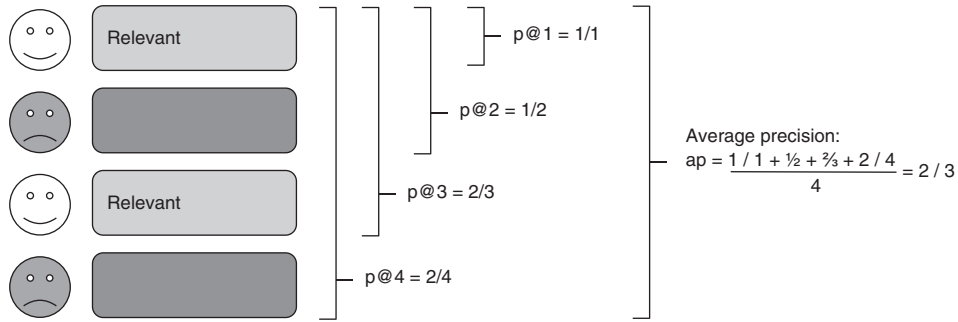 Relevant
p@1 = 1/1
p@2 = 1/2
Relevant
p@3 = 2/3
p@4 = 2/4
Average precision:
ap = 1 / 1 + ½ + ⅔ + 2 / 4 = 2 / 3
4